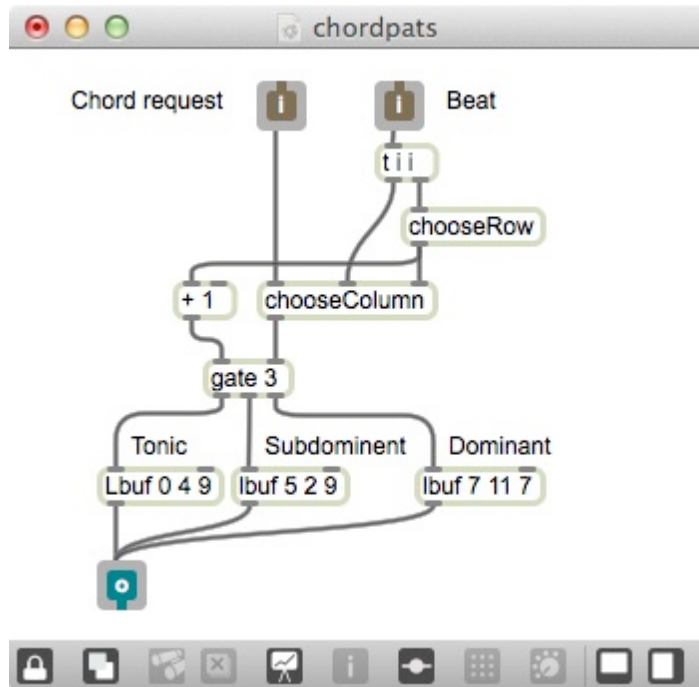 chordpats
Chord request
i
i
Beat
t i i
chooseRow
+ 1
chooseColumn
gate 3
Tonic
Subdominent
Dominant
Lbuf 0 4 9
lbuf 5 2 9
lbuf 7 11 7
i